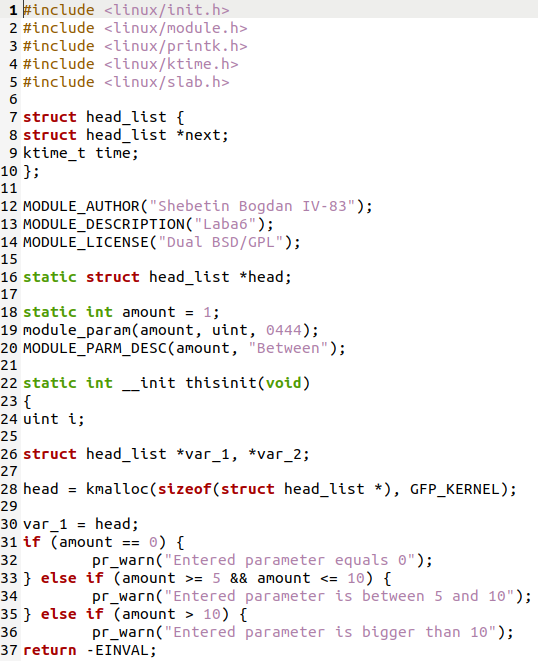 1 #include <linux/init.h>
2 #include <linux/module.h>
3 #include <linux/printk.h>
4 #include <linux/ktime.h>
5 #include <linux/slab.h>
6
7 struct head_list {
8 struct head_list *next;
9 ktime_t time;
10 };
11
12 MODULE_AUTHOR("Shebetin Bogdan IV-83");
13 MODULE_DESCRIPTION("Laba6");
14 MODULE_LICENSE("Dual BSD/GPL");
15
16 static struct head_list *head;
17
18 static int amount = 1;
19 module_param(amount, uint, 0444);
20 MODULE_PARM_DESC(amount, "Between");
21
22 static int __init thisinit(void)
23 {
24 uint i;
25
26 struct head_list *var_1, *var_2;
27
28 head = kmalloc(sizeof(struct head_list *), GFP_KERNEL);
29
30 var_1 = head;
31 if (amount == 0) {
32         pr_warn("Entered parameter equals 0");
33 } else if (amount >= 5 && amount <= 10) {
34         pr_warn("Entered parameter is between 5 and 10");
35 } else if (amount > 10) {
36         pr_warn("Entered parameter is bigger than 10");
37 return -EINVAL;